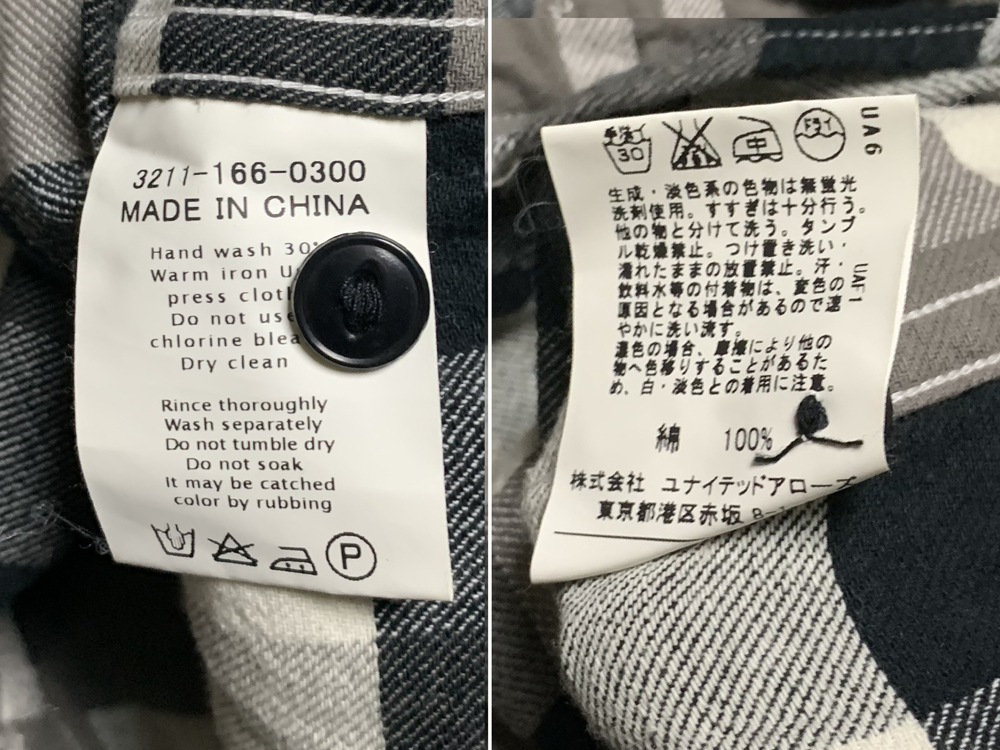 3211-166-0300
MADE IN CHINA
Hand wash 30°
Warm iron
press
Do not use
chlorine
Dry clean
Rince thoroughly
Wash separately
Do not tumble dry
Do not soak
It may be catched
color by rubbing
P
手洗イ
30
中
ドライ
UA6
生成・淡色系の色物は無蛍光
洗剤使用。すすぎは十分行う。
他の物と分けて洗う。タンブ
ル乾燥禁止。つけ置き洗い・
濡れたままの放置禁止。汗・
飲料水等の付着物は、変色の
原因となる場合があるので速
やかに洗い流す。
濃色の場合、摩擦により他の
物へ色移りすることがあるた
め、白・淡色との着用に注意。
UAF1
綿 100%
株式会社 ユナイテッドアローズ
東京都港区赤坂